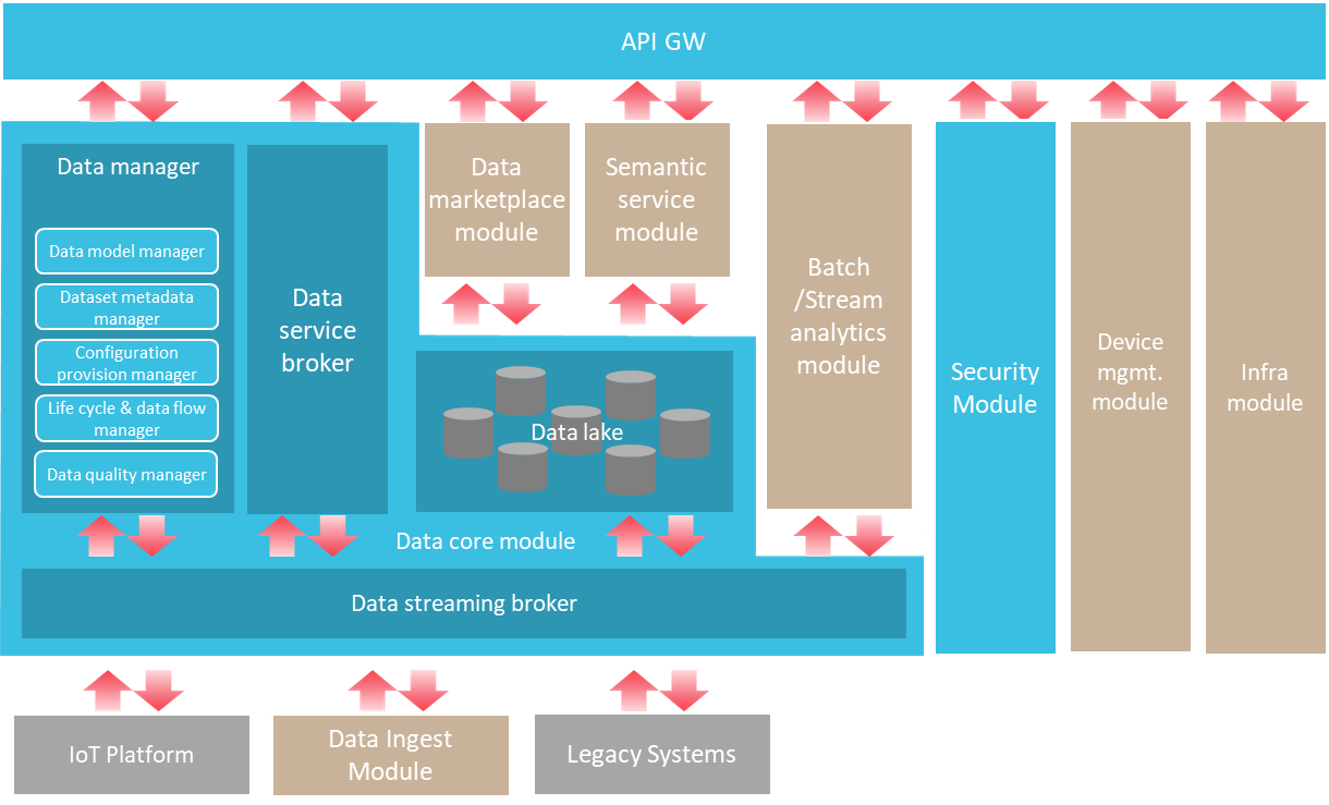 API GW
Data manager
Data model manager
Dataset metadata
manager
Configuration
provision manager
Life cycle & data flow
manager
Data quality manager
Data
service
broker
Data
marketplace
module
Semantic
service
module
Data lake
Data core module
Batch
/Stream
analytics
module
Security
Module
Device
mgmt.
module
Infra
module
Data streaming broker
IoT Platform
Data Ingest
Module
Legacy Systems